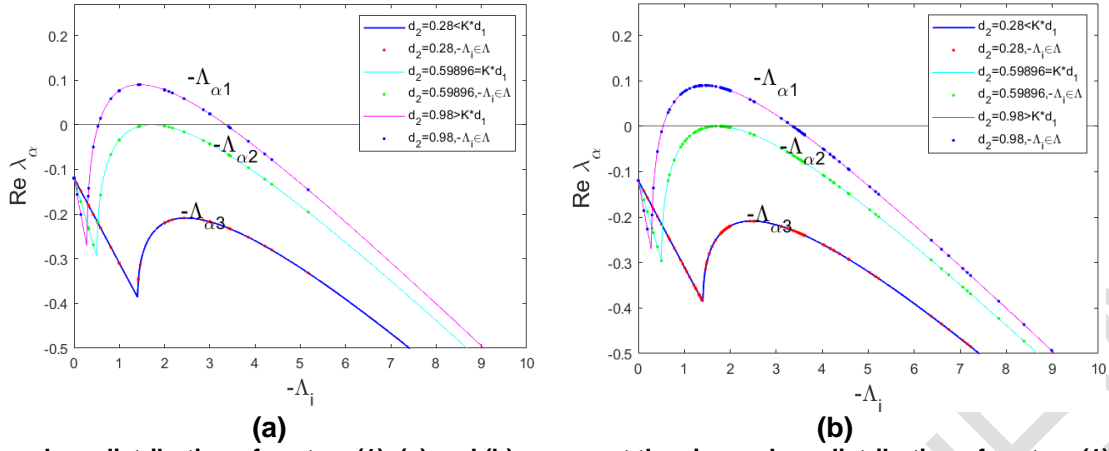 (a)
0.2
0.1
0
-0.1
-0.2
-0.3
-0.4
-0.5
Re λα
0 1 2 3 4 5 6 7 8 9 10
-Λi
-Λα1
-Λα2
-Λα3
d2=0.28<K*d1
d2=0.28,-Λi∈Λ
d2=0.59896=K*d1
d2=0.59896,-Λi∈Λ
d2=0.98>K*d1
d2=0.98,-Λi∈Λ
(a)
(b)
0.2
0.1
0
-0.1
-0.2
-0.3
-0.4
-0.5
Re λα
0 1 2 3 4 5 6 7 8 9 10
-Λi
-Λα1
-Λα2
-Λα3
d2=0.28<K*d1
d2=0.28,-Λi∈Λ
d2=0.59896=K*d1
d2=0.59896,-Λi∈Λ
d2=0.98>K*d1
d2=0.98,-Λi∈Λ
(b)